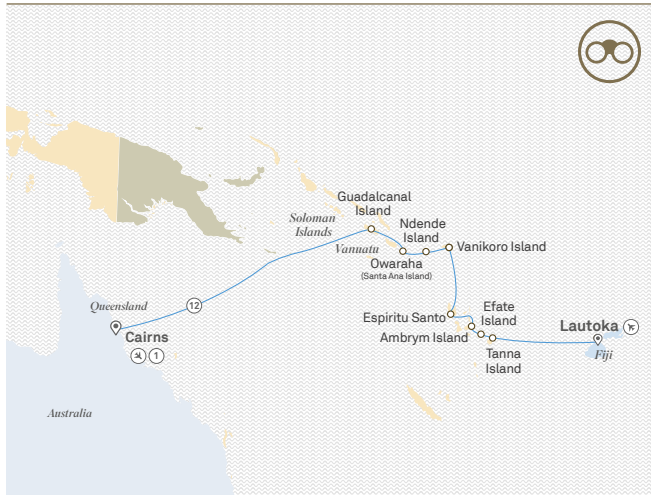 Guadalcanal
Island
Soloman
Islands
Ndende
Island
Vanuatu
Vanikoro Island
Owaraha
(Santa Ana Island)
Queensland
12
Cairns
1
Espiritu Santo
Efate
Island
Ambrym Island
Tanna
Island
Lautoka
Fiji
Australia